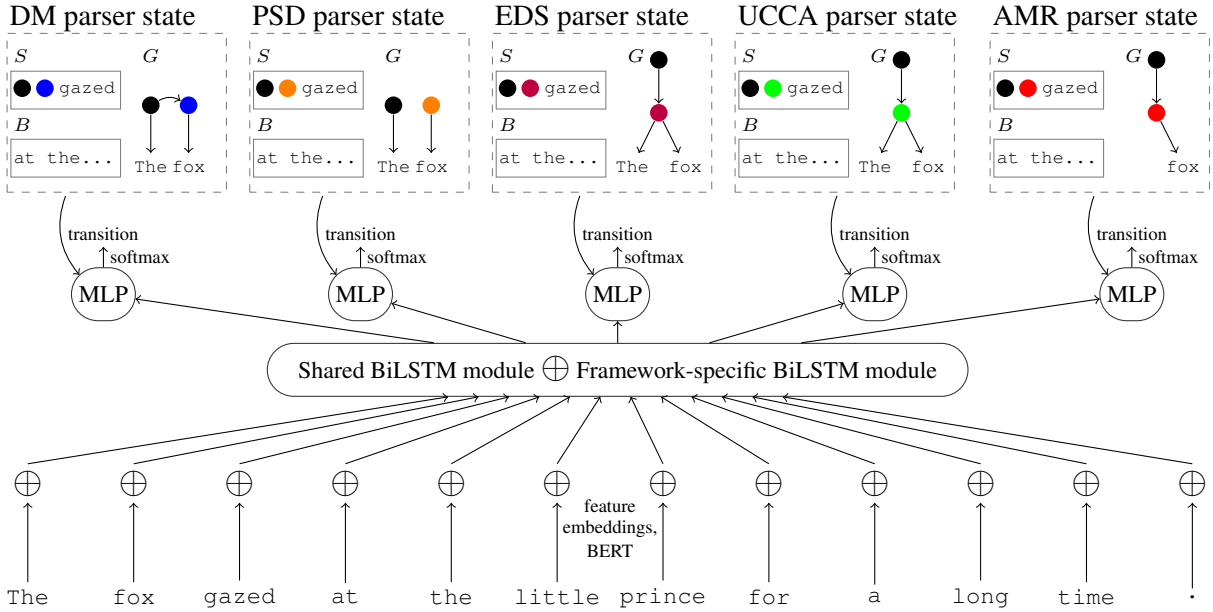 DM parser state PSD parser state EDS parser state UCCA parser state AMR parser state
S G S G S G S G S G
gazed gazed gazed gazed gazed
B B B B B
at the... The fox at the... The fox at the... The fox at the... The fox at the... fox
transition transition transition transition transition
softmax softmax softmax softmax softmax
MLP MLP MLP MLP MLP
Shared BiLSTM module ⊕ Framework-specific BiLSTM module
feature
embeddings,
BERT
The fox gazed at the little prince for a long time .